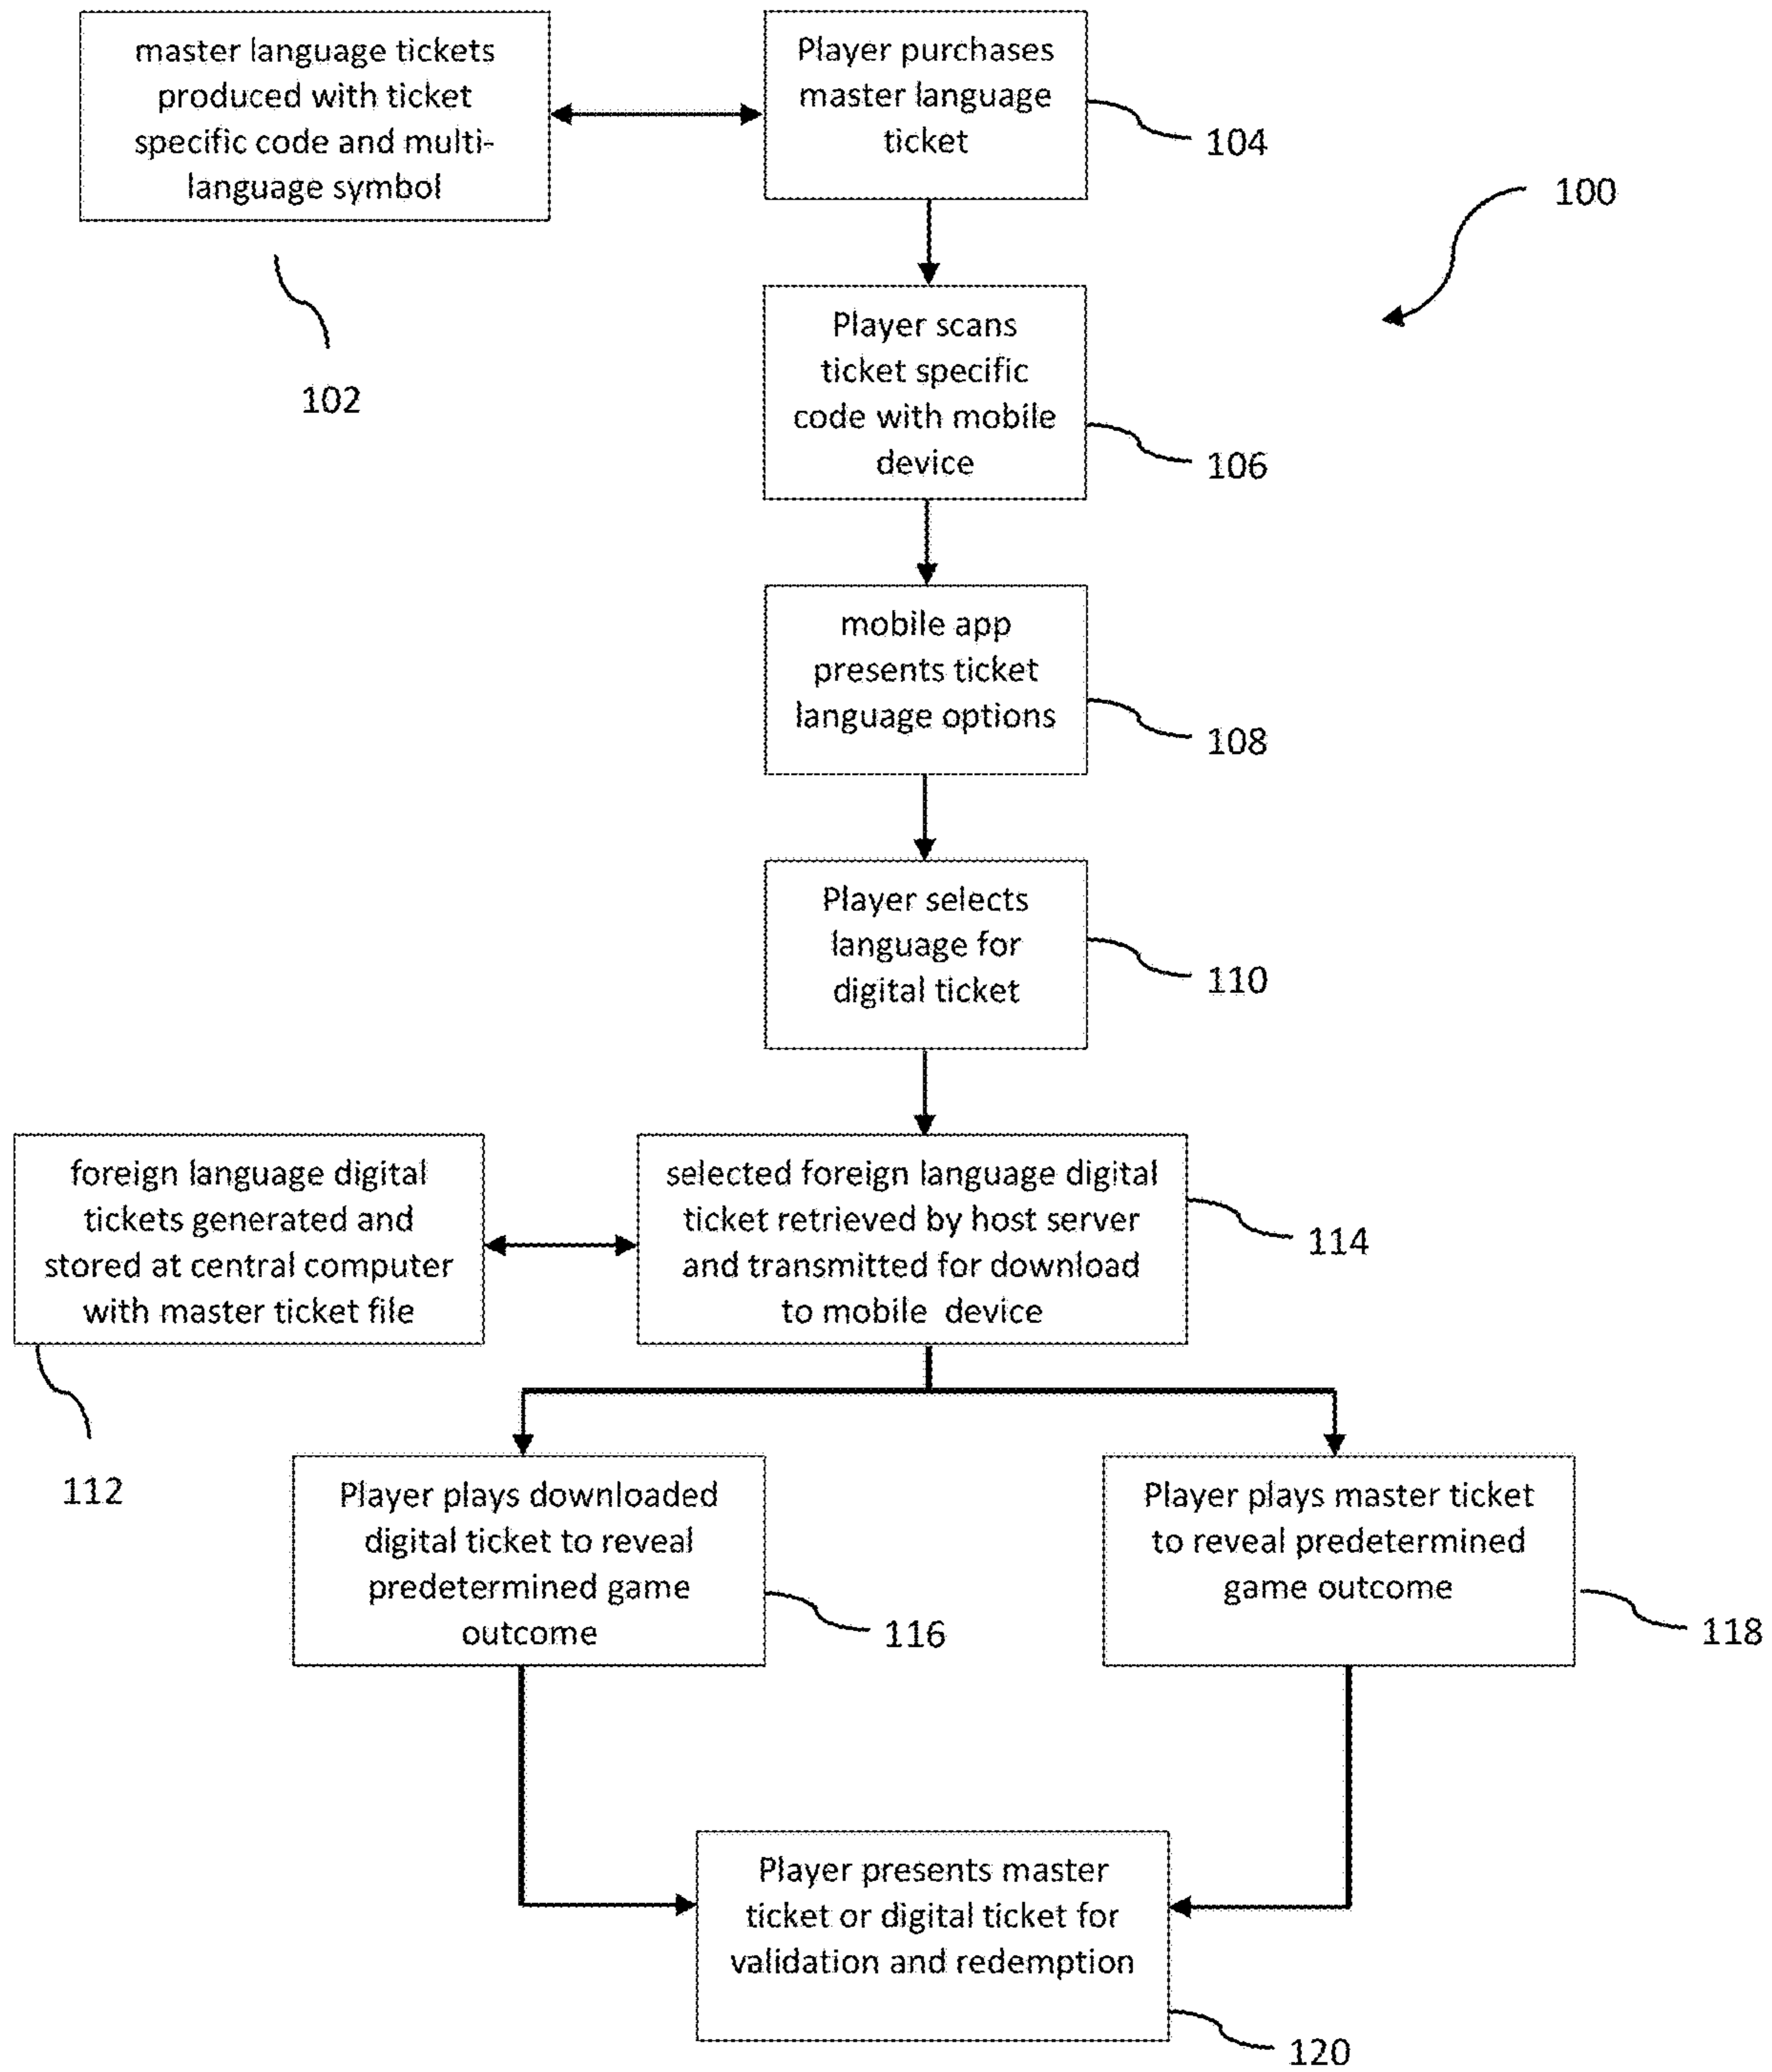 master language tickets
produced with ticket
specific code and multi-
language symbol
102
Player purchases
master language
ticket
104
100
Player scans
ticket specific
code with mobile
device
106
mobile app
presents ticket
language options
108
Player selects
language for
digital ticket
110
foreign language digital
tickets generated and
stored at central computer
with master ticket file
112
selected foreign language digital
ticket retrieved by host server
and transmitted for download
to mobile device
114
Player plays downloaded
digital ticket to reveal
predetermined game
outcome
116
Player plays master ticket
to reveal predetermined
game outcome
118
Player presents master
ticket or digital ticket for
validation and redemption
120